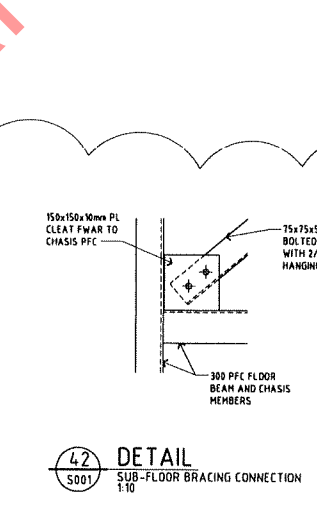 150x150x10mm PL
CLEAT FWAR TO
CHASIS PFC
75x75x5
BOLTED
WITH 2/
HANGIN
300 PFC FLOOR
BEAM AND CHASIS
MEMBERS
42
S001
DETAIL
SUB-FLOOR BRACING CONNECTION
1:10